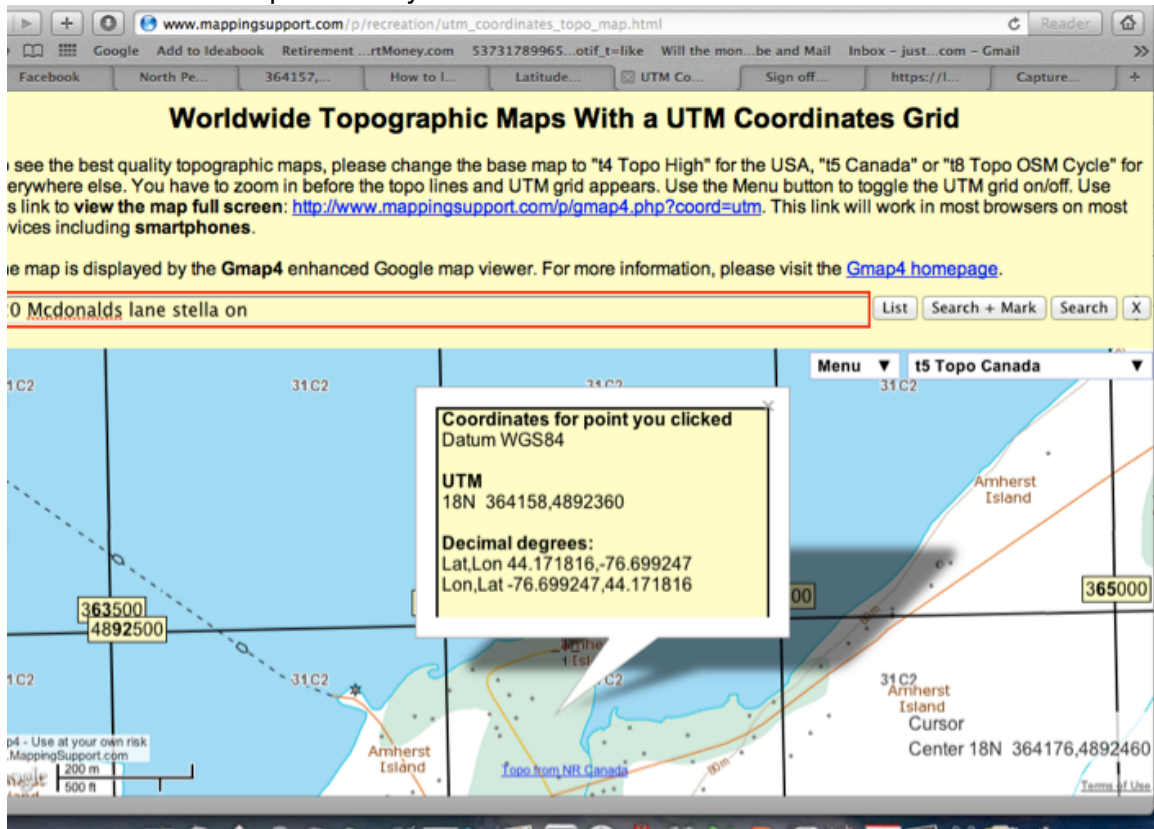 www.mappingsupport.com/p/recreation/utm_coordinates_topo_map.html
Reader
Google Add to Ideabook Retirement ...rtMoney.com 53731789965...otif_t=like Will the mon...be and Mail Inbox – just...com – Gmail
Facebook North Pe... 364157,... How to l... Latitude... UTM Co... Sign off... https://l... Capture...
Worldwide Topographic Maps With a UTM Coordinates Grid
see the best quality topographic maps, please change the base map to "t4 Topo High" for the USA, "t5 Canada" or "t8 Topo OSM Cycle" for
erywhere else. You have to zoom in before the topo lines and UTM grid appears. Use the Menu button to toggle the UTM grid on/off. Use
s link to view the map full screen: http://www.mappingsupport.com/p/gmap4.php?coord=utm. This link will work in most browsers on most
vices including smartphones.
e map is displayed by the Gmap4 enhanced Google map viewer. For more information, please visit the Gmap4 homepage.
0 Mcdonalds lane stella on
List Search + Mark Search X
Menu ▼ t5 Topo Canada ▼
1C2 31C2 31C2 31C2
Coordinates for point you clicked
Datum WGS84
UTM
18N 364158,4892360
Decimal degrees:
Lat,Lon 44.171816,-76.699247
Lon,Lat -76.699247,44.171816
Amherst
Island
363500 00 365000
4892500
80m
1C2 31C2 C2 31C2
Amherst
Island
Cursor
Center 18N 364176,4892460
p4 - Use at your own risk
.MappingSupport.com
200 m
500 ft
Amherst
Island
Topo from NR Canada
80m
Terms of Use